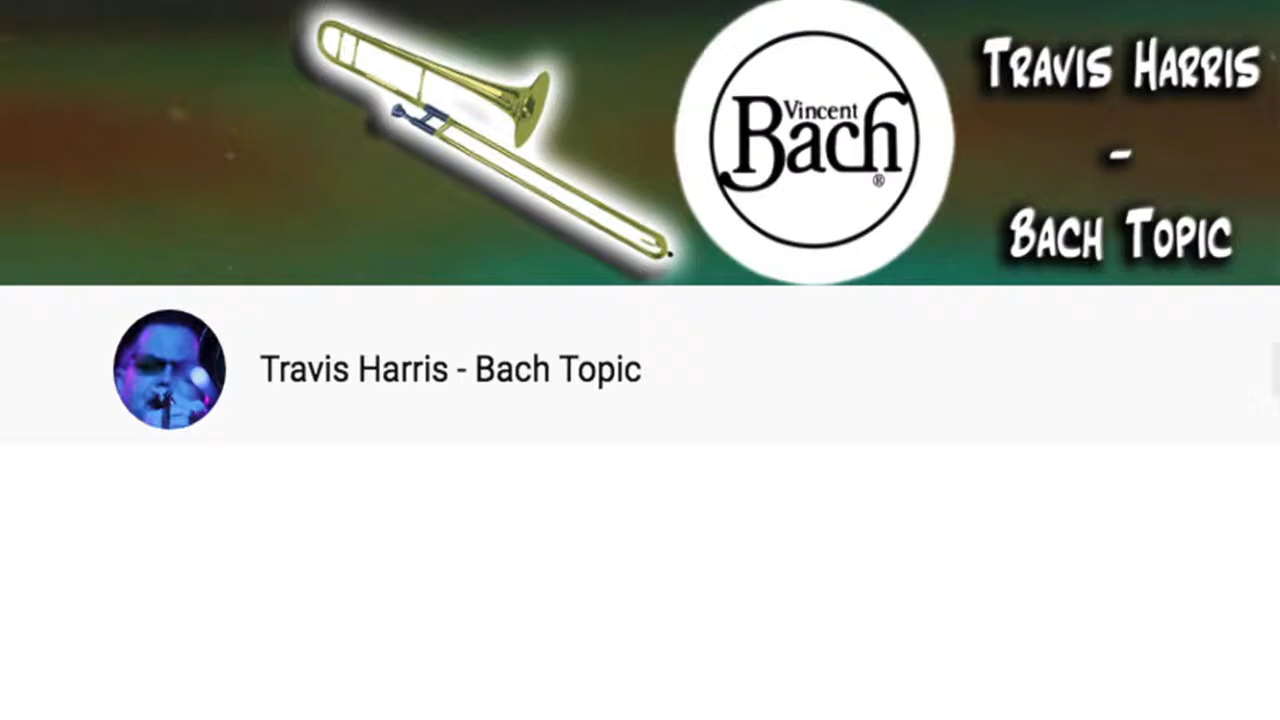 Vincent
Bach
®
TRAVIS HARRIS
-
BACH TOPIC
Travis Harris - Bach Topic